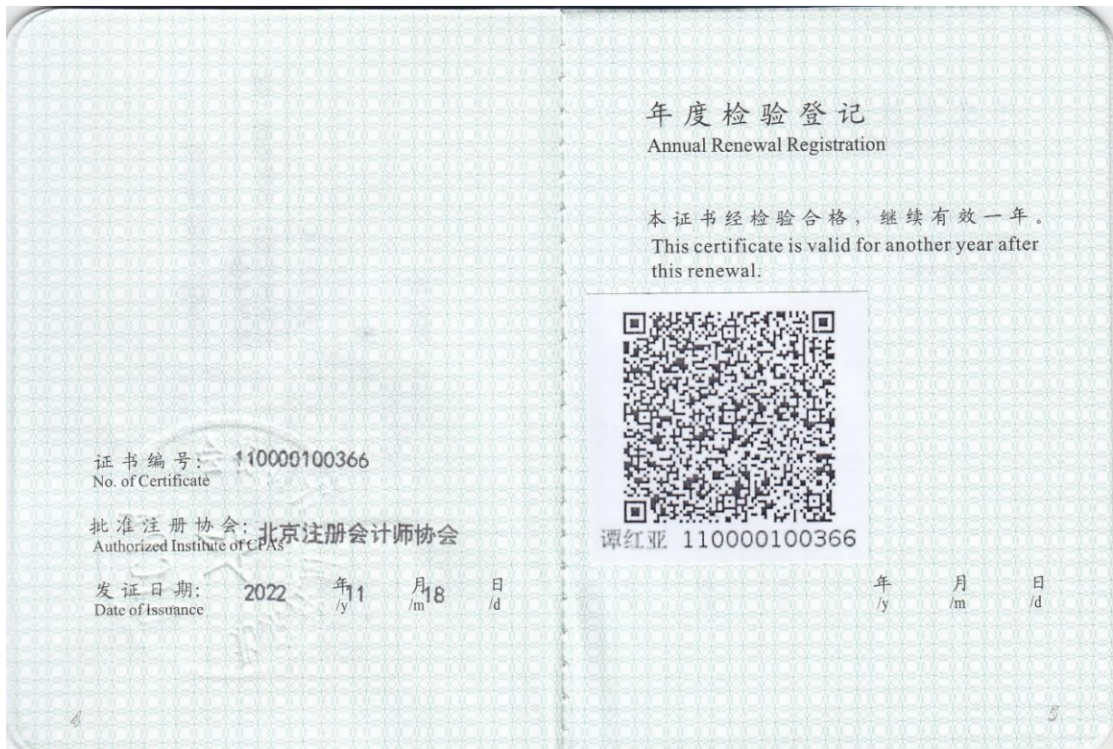 证书编号: 110000100366
No. of Certificate
批准注册协会: 北京注册会计师协会
Authorized Institute of CPAs
发证日期: 2022 年11 月18 日
Date of Issuance /y /m /d
4
年度检验登记
Annual Renewal Registration
本证书经检验合格，继续有效一年。
This certificate is valid for another year after
this renewal.
谭红亚 110000100366
年 月 日
/y /m /d
5